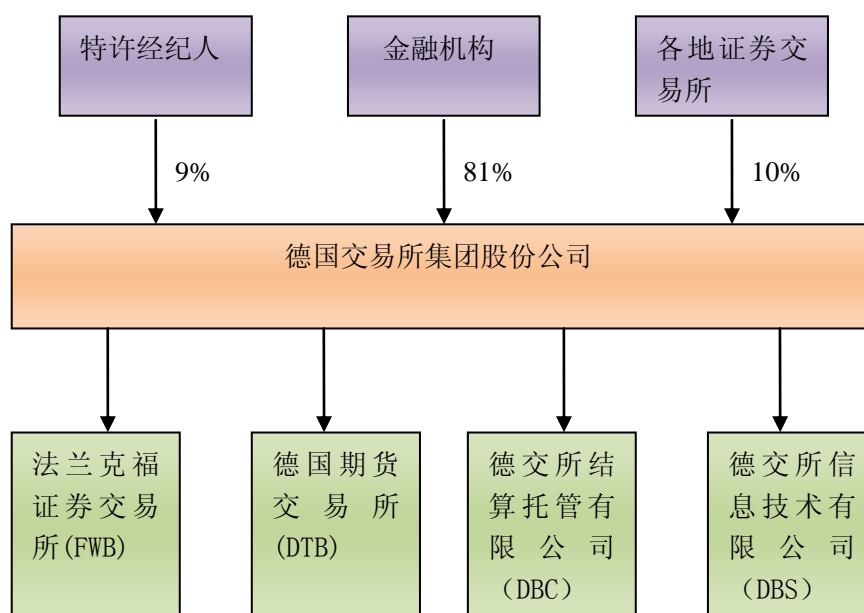 特许经纪人
金融机构
各地证券交
易所
9%
81%
10%
德国交易所集团股份公司
法兰克福
证券交易
所(FWB)
德国期货
交易所
(DTB)
德交所结
算托管有
限公司
（DBC）
德交所信
息技术有
限公司
（DBS）